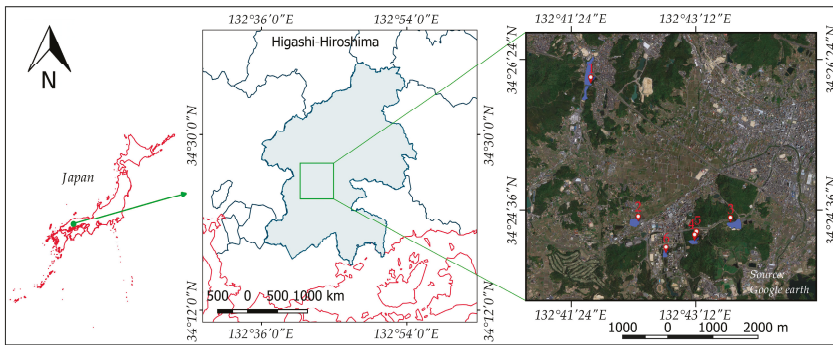 N
Japan
Higashi Hiroshima
132°36′0″E
132°54′0″E
34°30′0″N
34°12′0″N
34°30′0″N
34°12′0″N
500 0 500 1000 km
132°36′0″E
132°54′0″E
132°41′24″E
132°43′12″E
34°26′24″N
34°24′36″N
34°26′24″N
34°24′36″N
Source:
Google earth
132°41′24″E
132°43′12″E
1000 0 1000 2000 m